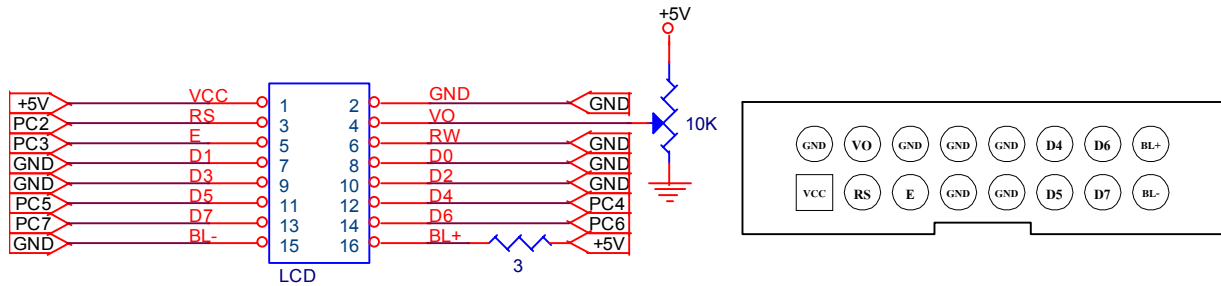 +5V
+5V VCC 1 2 GND GND
PC2 RS 3 4 VO 10K
PC3 E 5 6 RW GND
GND D1 7 8 D0 GND
GND D3 9 10 D2 GND
PC5 D5 11 12 D4 PC4
PC7 D7 13 14 D6 PC6
GND BL- 15 16 BL+ +5V
3
LCD
GND VO GND GND GND D4 D6 BL+
VCC RS E GND GND D5 D7 BL-